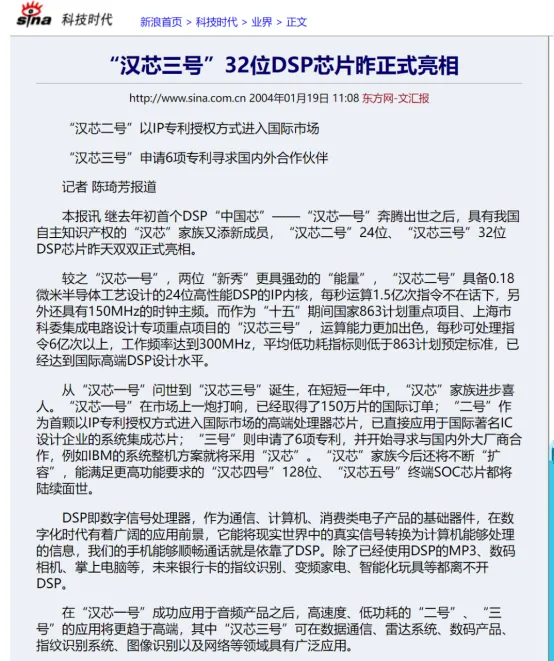 sina 科技时代 新浪首页 > 科技时代 > 业界 > 正文
“汉芯三号”32位DSP芯片昨正式亮相
http://www.sina.com.cn 2004年01月19日 11:08 东方网-文汇报
“汉芯二号”以IP专利授权方式进入国际市场
“汉芯三号”申请6项专利寻求国内外合作伙伴
记者 陈琦芳报道
本报讯 继去年初首个DSP“中国芯”——“汉芯一号”奔腾出世之后，具有我国
自主知识产权的“汉芯”家族又添新成员，“汉芯二号”24位、“汉芯三号”32位
DSP芯片昨天双双正式亮相。
较之“汉芯一号”，两位“新秀”更具强劲的“能量”，“汉芯二号”具备0.18
微米半导体工艺设计的24位高性能DSP的IP内核，每秒运算1.5亿次指令不在话下，另
外还具有150MHz的时钟主频。而作为“十五”期间国家863计划重点项目、上海市
科委集成电路设计专项重点项目的“汉芯三号”，运算能力更加出色，每秒可处理指
令6亿次以上，工作频率达到300MHz，平均低功耗指标则低于863计划预定标准，已
经达到国际高端DSP设计水平。
从“汉芯一号”问世到“汉芯三号”诞生，在短短一年中，“汉芯”家族进步喜
人。“汉芯一号”在市场上一炮打响，已经取得了150万片的国际订单；“二号”作
为首颗以IP专利授权方式进入国际市场的高端处理器芯片，已直接应用于国际著名IC
设计企业的系统集成芯片；“三号”则申请了6项专利，并开始寻求与国内外大厂商合
作，例如IBM的系统整机方案就将采用“汉芯”。“汉芯”家族今后还将不断“扩
容”，能满足更高功能要求的“汉芯四号”128位、“汉芯五号”终端SOC芯片都将
陆续面世。
DSP即数字信号处理器，作为通信、计算机、消费类电子产品的基础器件，在数
字化时代有着广阔的应用前景，它能将现实世界中的真实信号转换为计算机能够处理
的信息，我们的手机能够顺畅通话就是依靠了DSP。除了已经使用DSP的MP3、数码
相机、掌上电脑等，未来银行卡的指纹识别、变频家电、智能化玩具等都离不开
DSP。
在“汉芯一号”成功应用于音频产品之后，高速度、低功耗的“二号”、“三
号”的应用将更趋于高端，其中“汉芯三号”可在数据通信、雷达系统、数码产品、
指纹识别系统、图像识别以及网络等领域具有广泛应用。